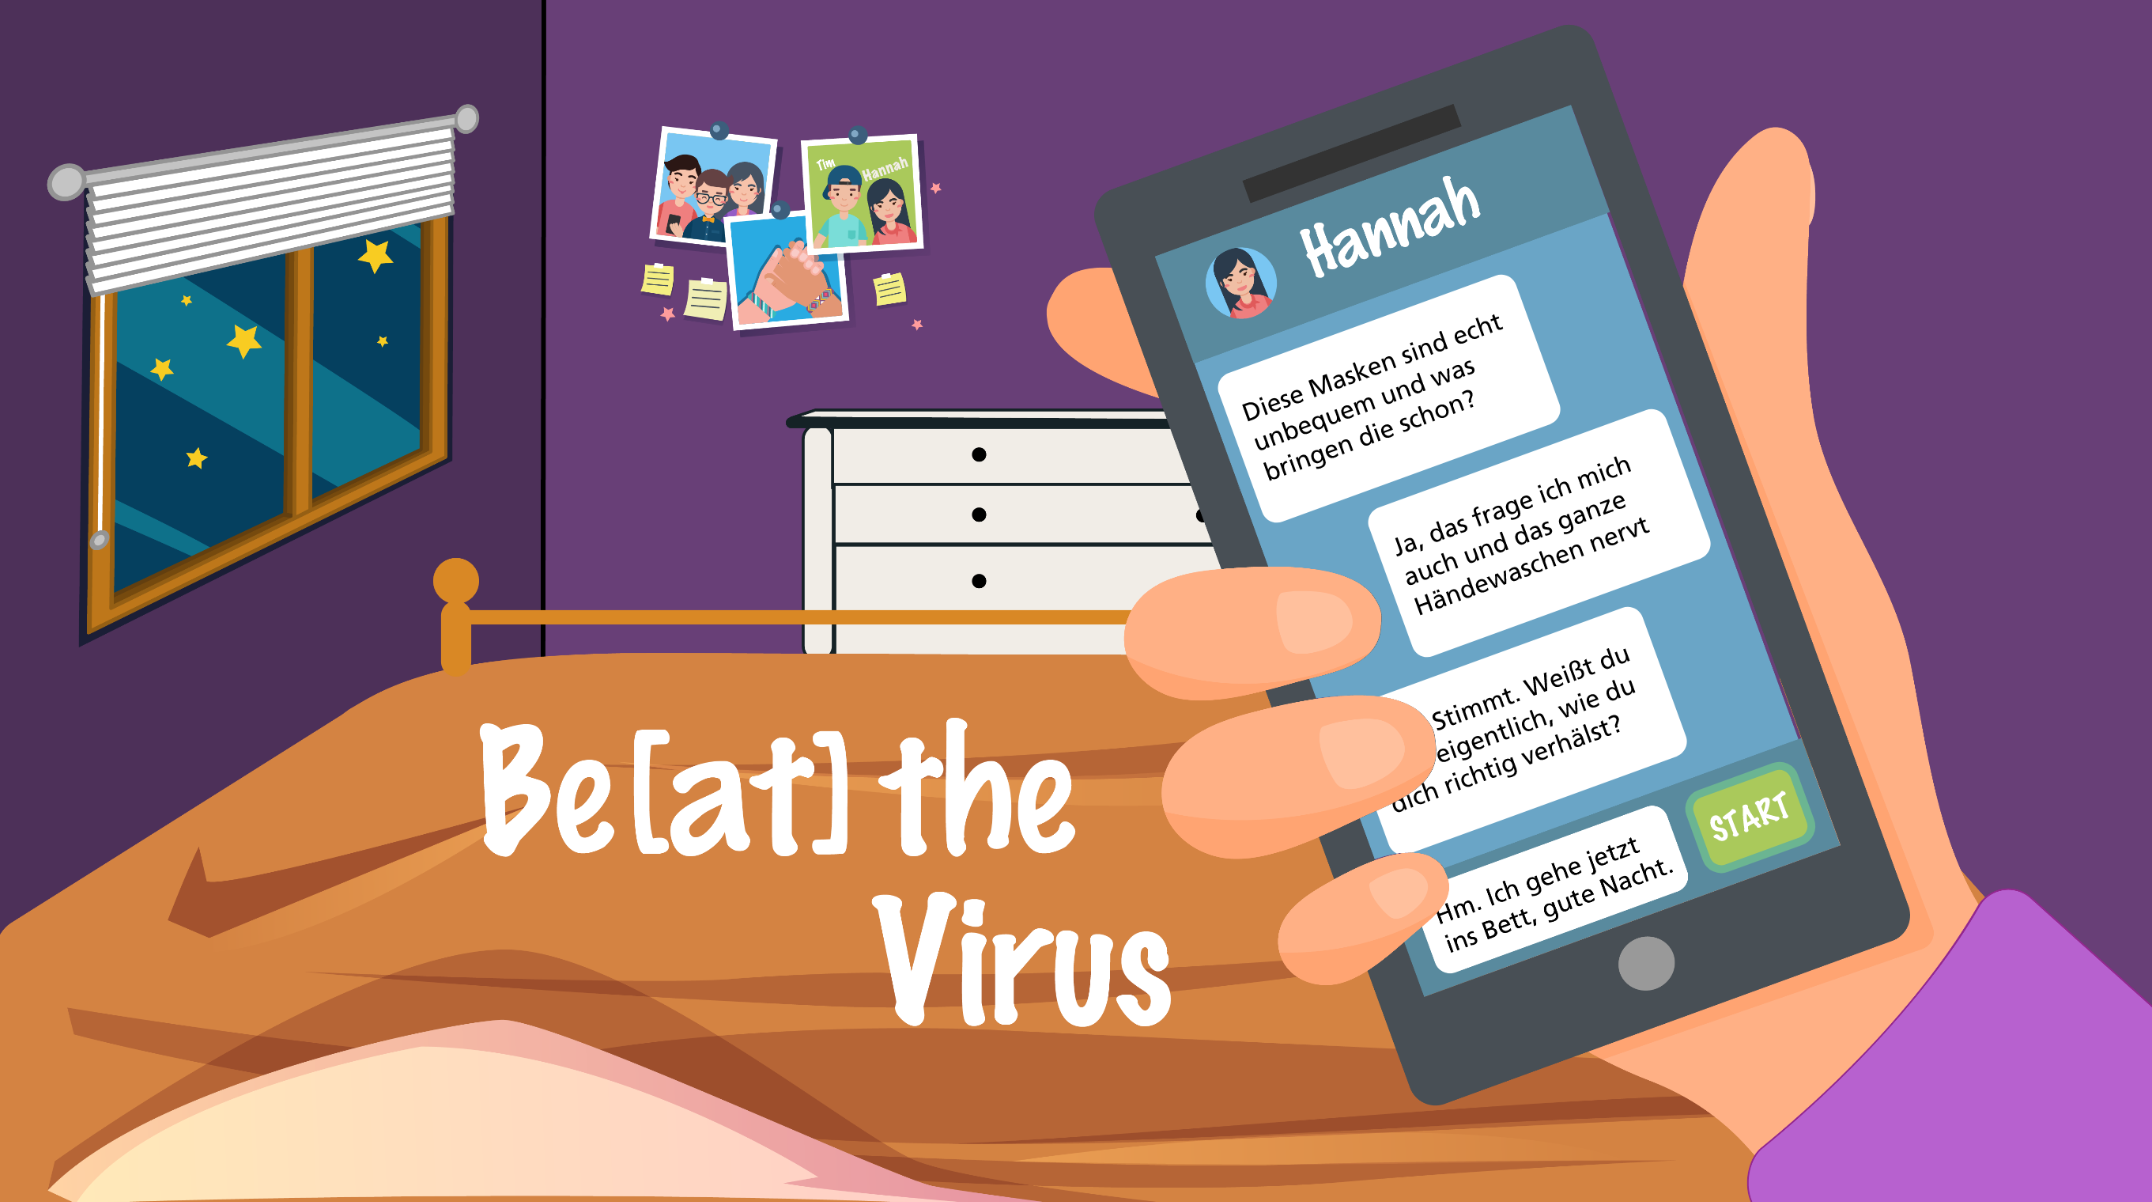 Tim
Hannah
Hannah
Diese Masken sind echt
unbequem und was
bringen die schon?
Ja, das frage ich mich
auch und das ganze
Händewaschen nervt
Stimmt. Weißt du
eigentlich, wie du
dich richtig verhälst?
Hm. Ich gehe jetzt
ins Bett, gute Nacht.
START
Be[at] the
Virus